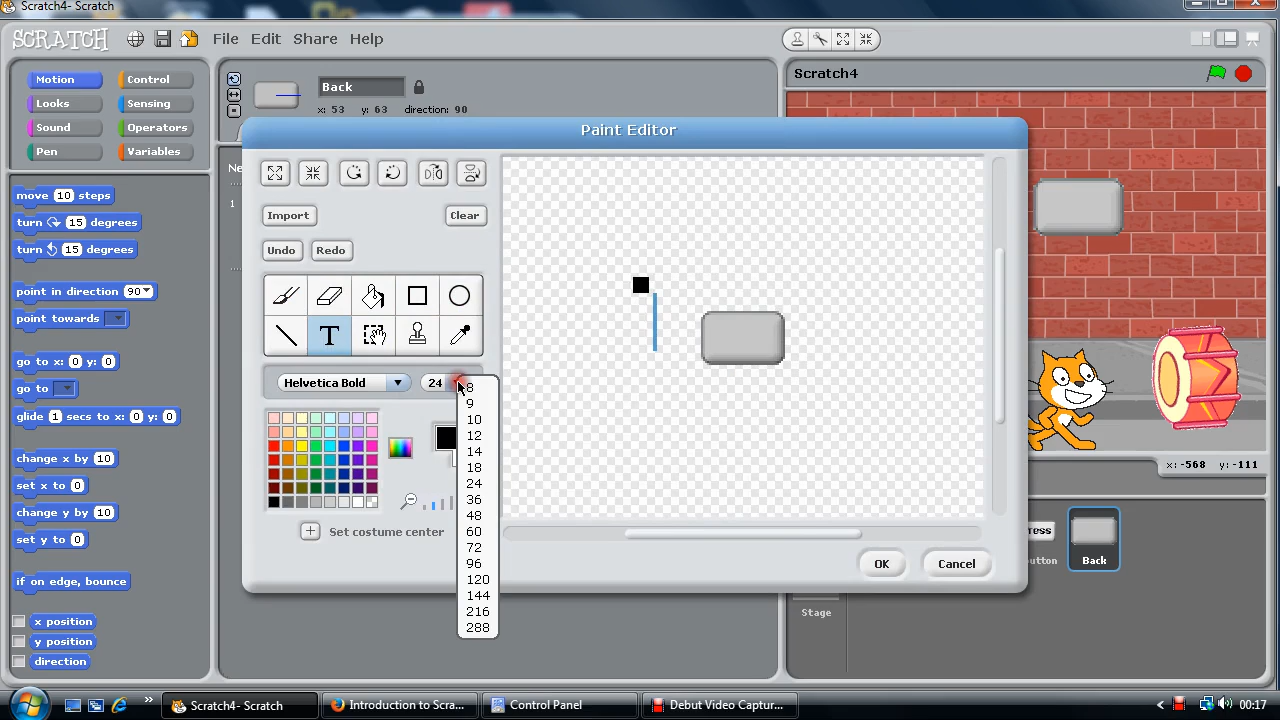 Scratch4- Scratch
SCRATCH File Edit Share Help
Motion Control
Looks Sensing
Sound Operators
Pen Variables
Back
x: 53 y: 63 direction: 90
Scratch4
Paint Editor
Import Clear
Undo Redo
T
Helvetica Bold 24
8
9
10
12
14
18
24
36
48
60
72
96
120
144
216
288
Set costume center
OK Cancel
Ne
1
move 10 steps
turn 15 degrees
turn 15 degrees
point in direction 90
point towards
go to x: 0 y: 0
go to
glide 1 secs to x: 0 y: 0
change x by 10
set x to 0
change y by 10
set y to 0
if on edge, bounce
x position
y position
direction
x: -568 y: -111
ress
utton Back
Stage
Scratch4- Scratch
Introduction to Scra...
Control Panel
Debut Video Captur...
00:17